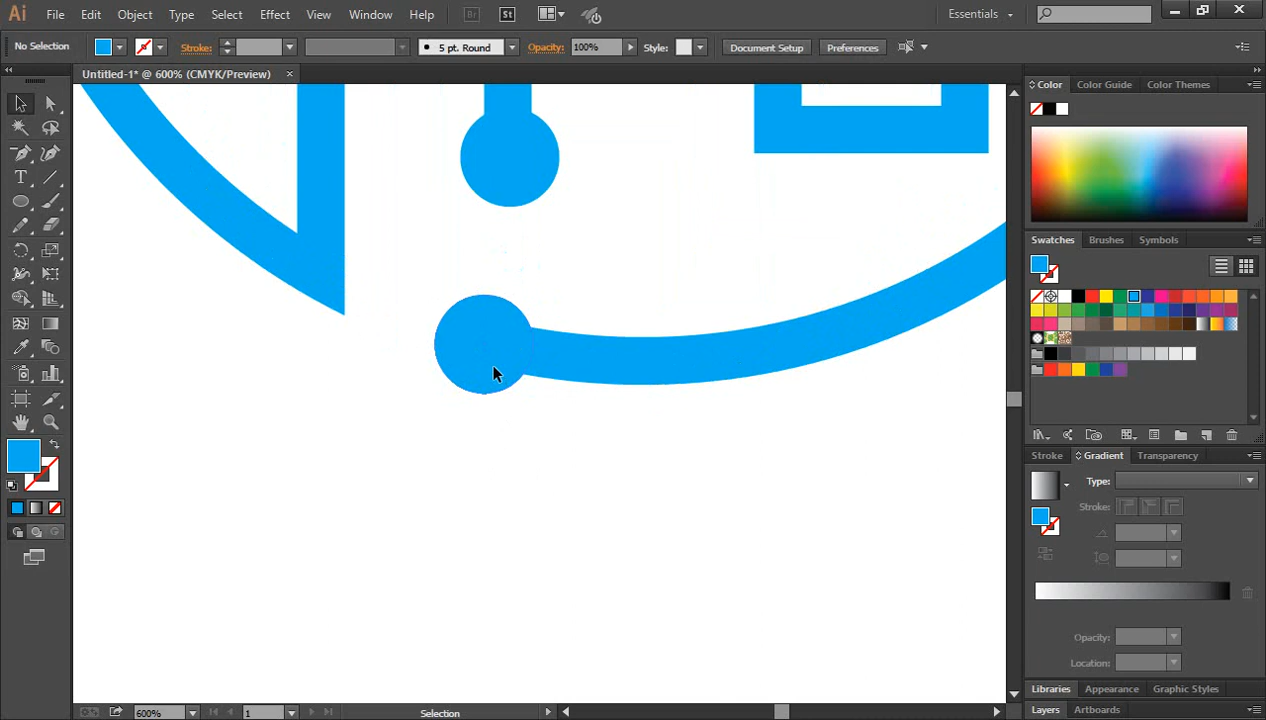 Ai File Edit Object Type Select Effect View Window Help Br St Essentials
No Selection Stroke: 5 pt. Round Opacity: 100% Style: Document Setup Preferences
Untitled-1* @ 600% (CMYK/Preview)
Color Color Guide Color Themes
Swatches Brushes Symbols
Stroke Gradient Transparency
Type:
Stroke:
Opacity:
Location:
Libraries Appearance Graphic Styles
Layers Artboards
600% 1 Selection